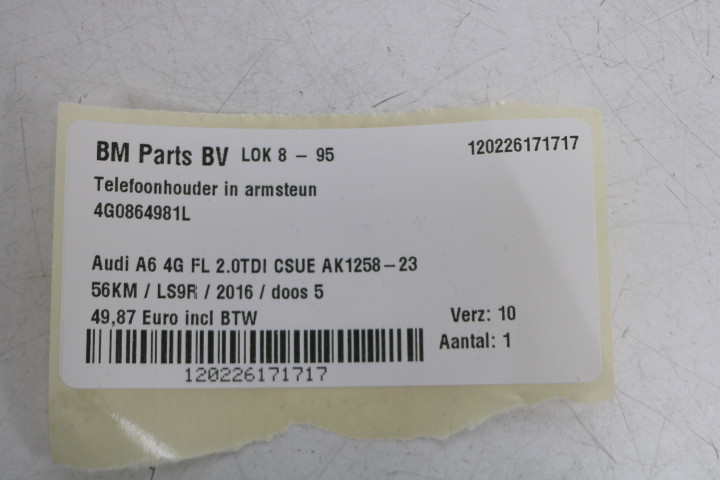 BM Parts BV LOK 8 - 95 120226171717
Telefoonhouder in armsteun
4G0864981L
Audi A6 4G FL 2.0TDI CSUE AK1258-23
56KM / LS9R / 2016 / doos 5
49,87 Euro incl BTW Verz: 10
Aantal: 1
120226171717